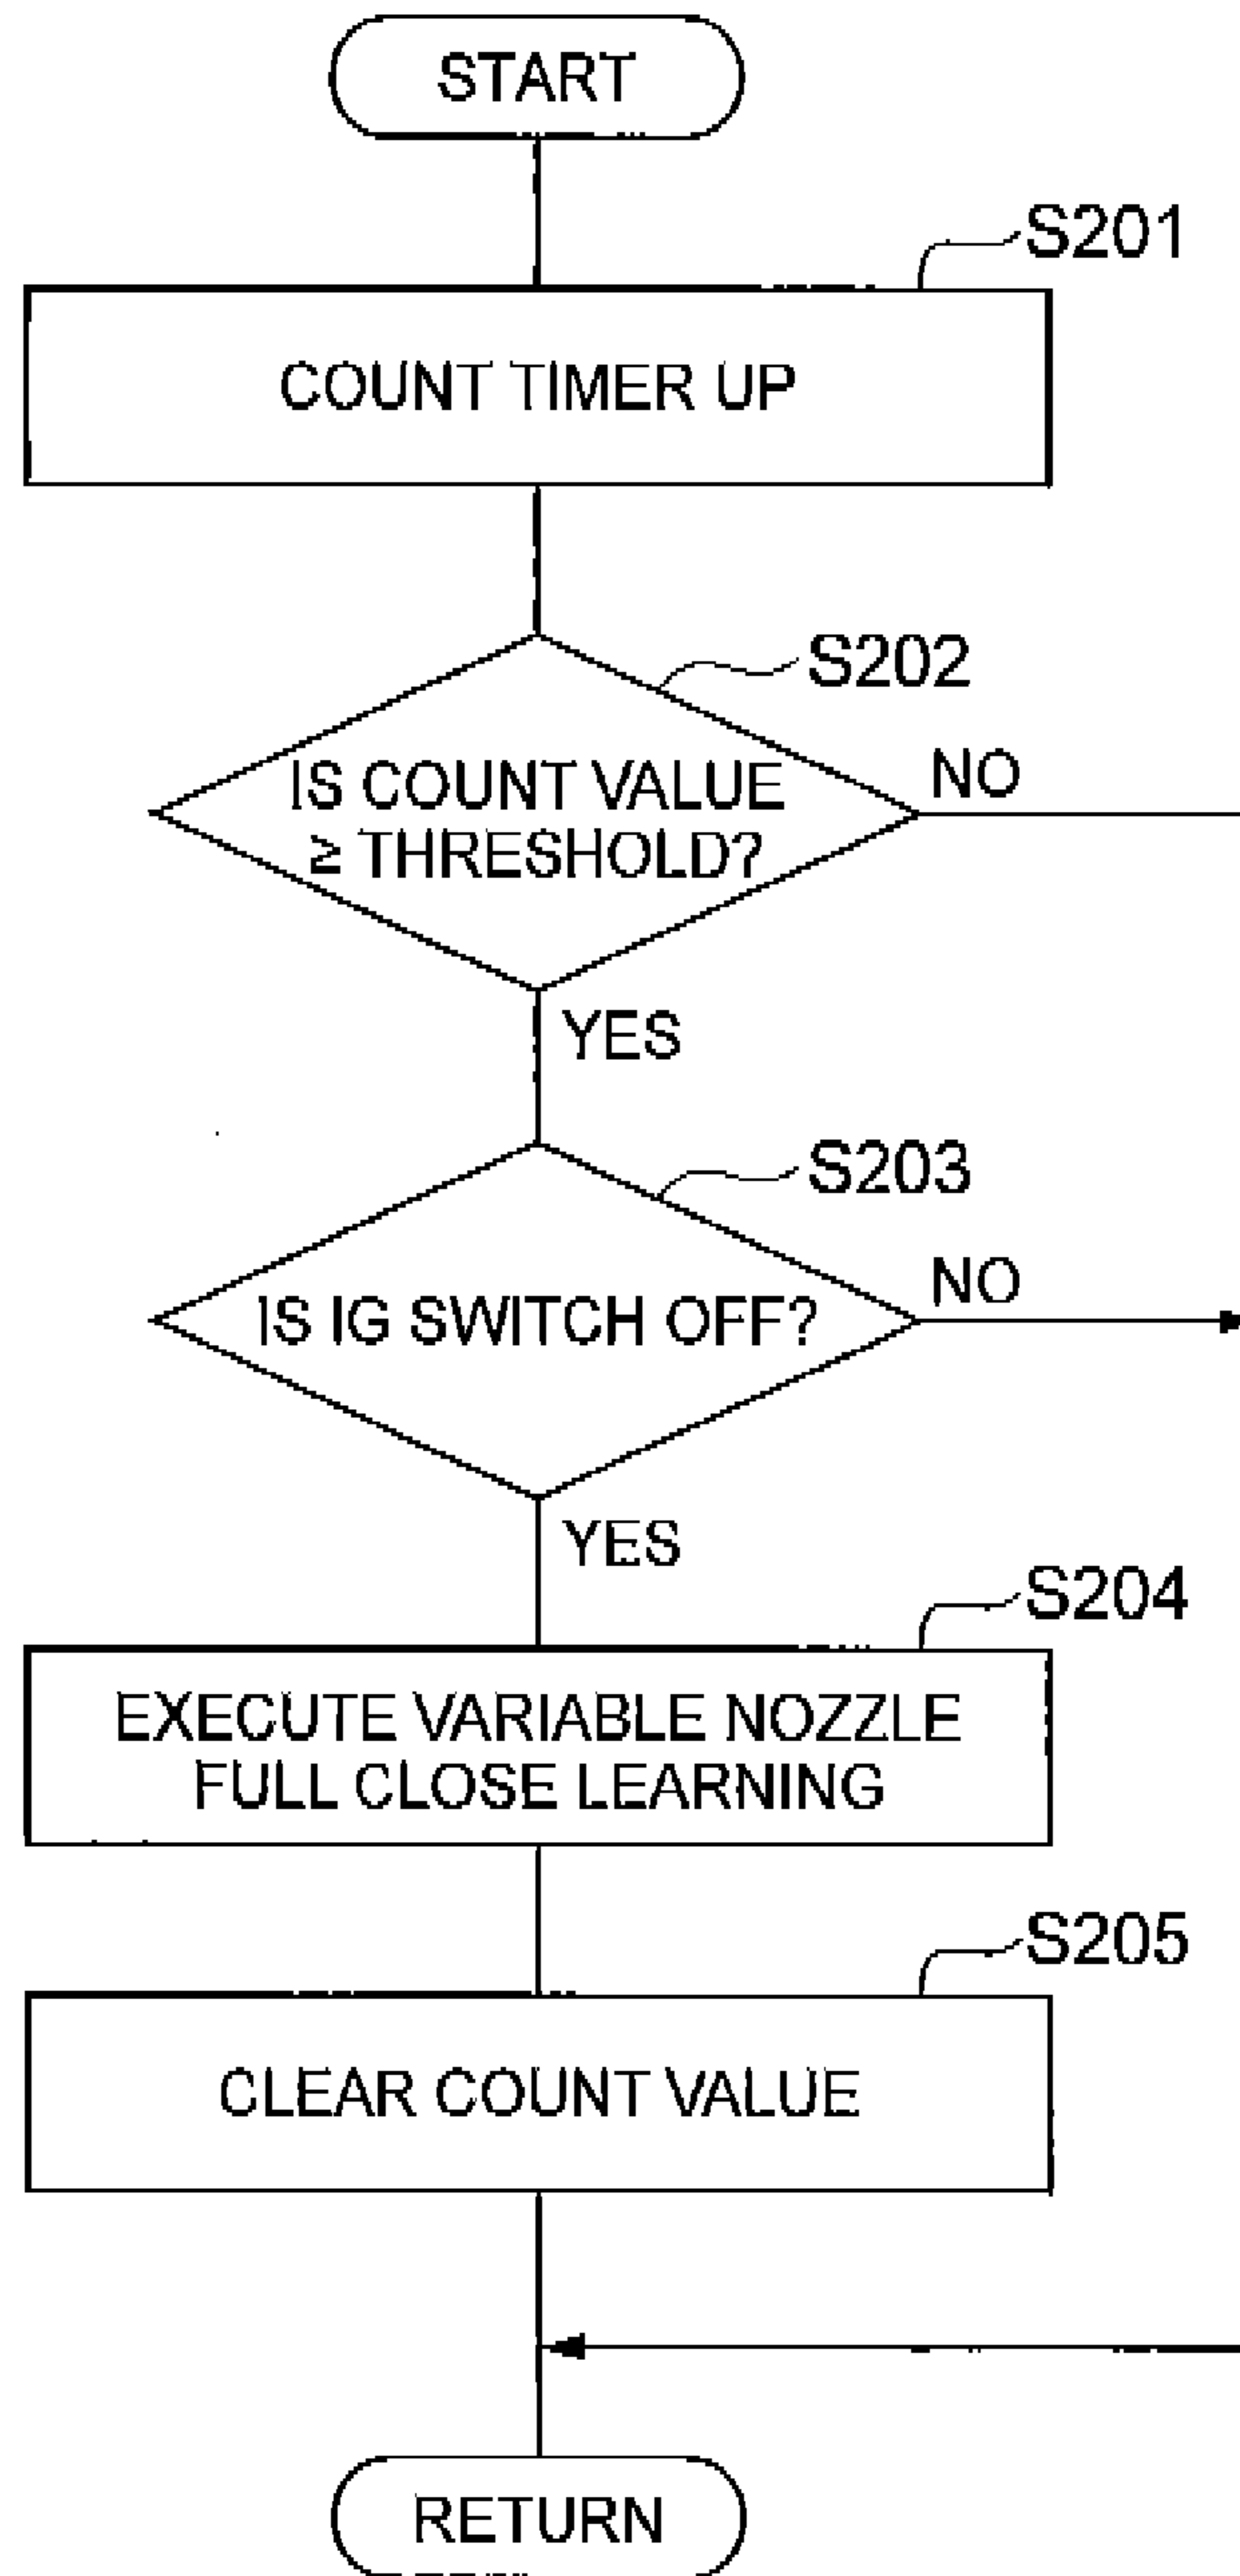 START
S201
COUNT TIMER UP
S202
IS COUNT VALUE
≥ THRESHOLD?
NO
YES
S203
IS IG SWITCH OFF?
NO
YES
S204
EXECUTE VARIABLE NOZZLE
FULL CLOSE LEARNING
S205
CLEAR COUNT VALUE
RETURN